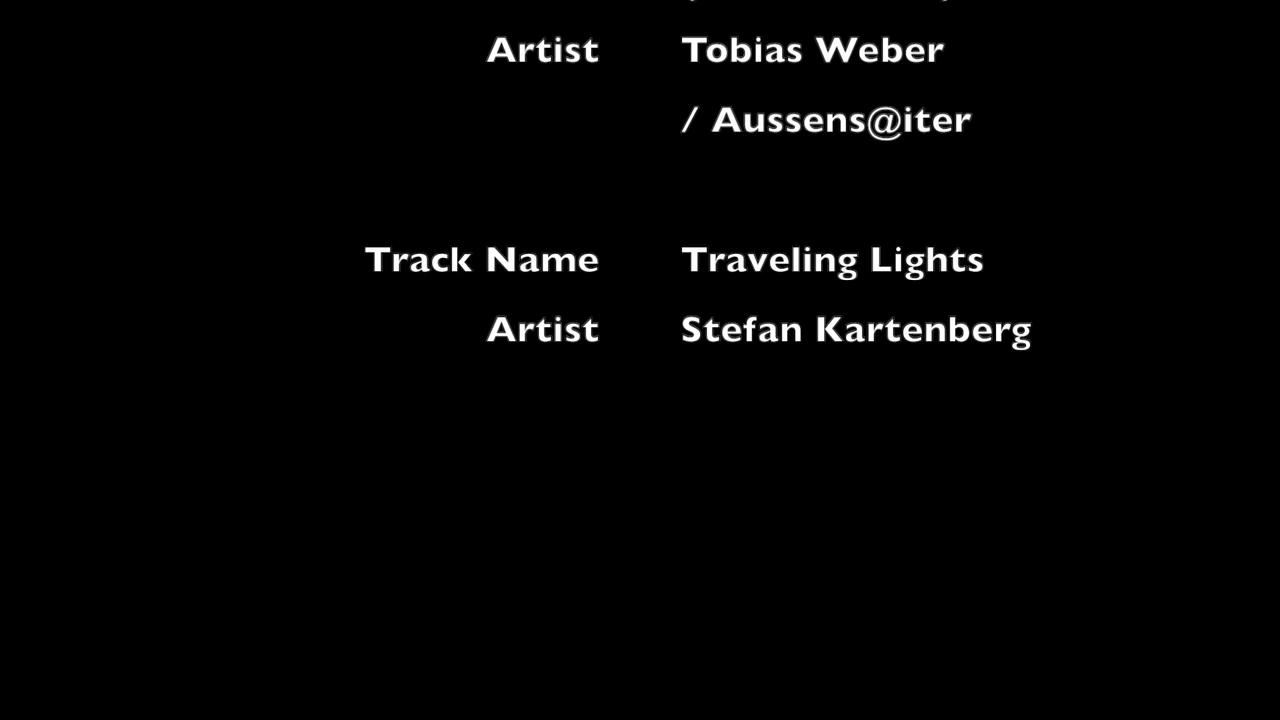 Artist Tobias Weber
/ Aussens@iter
Track Name Traveling Lights
Artist Stefan Kartenberg